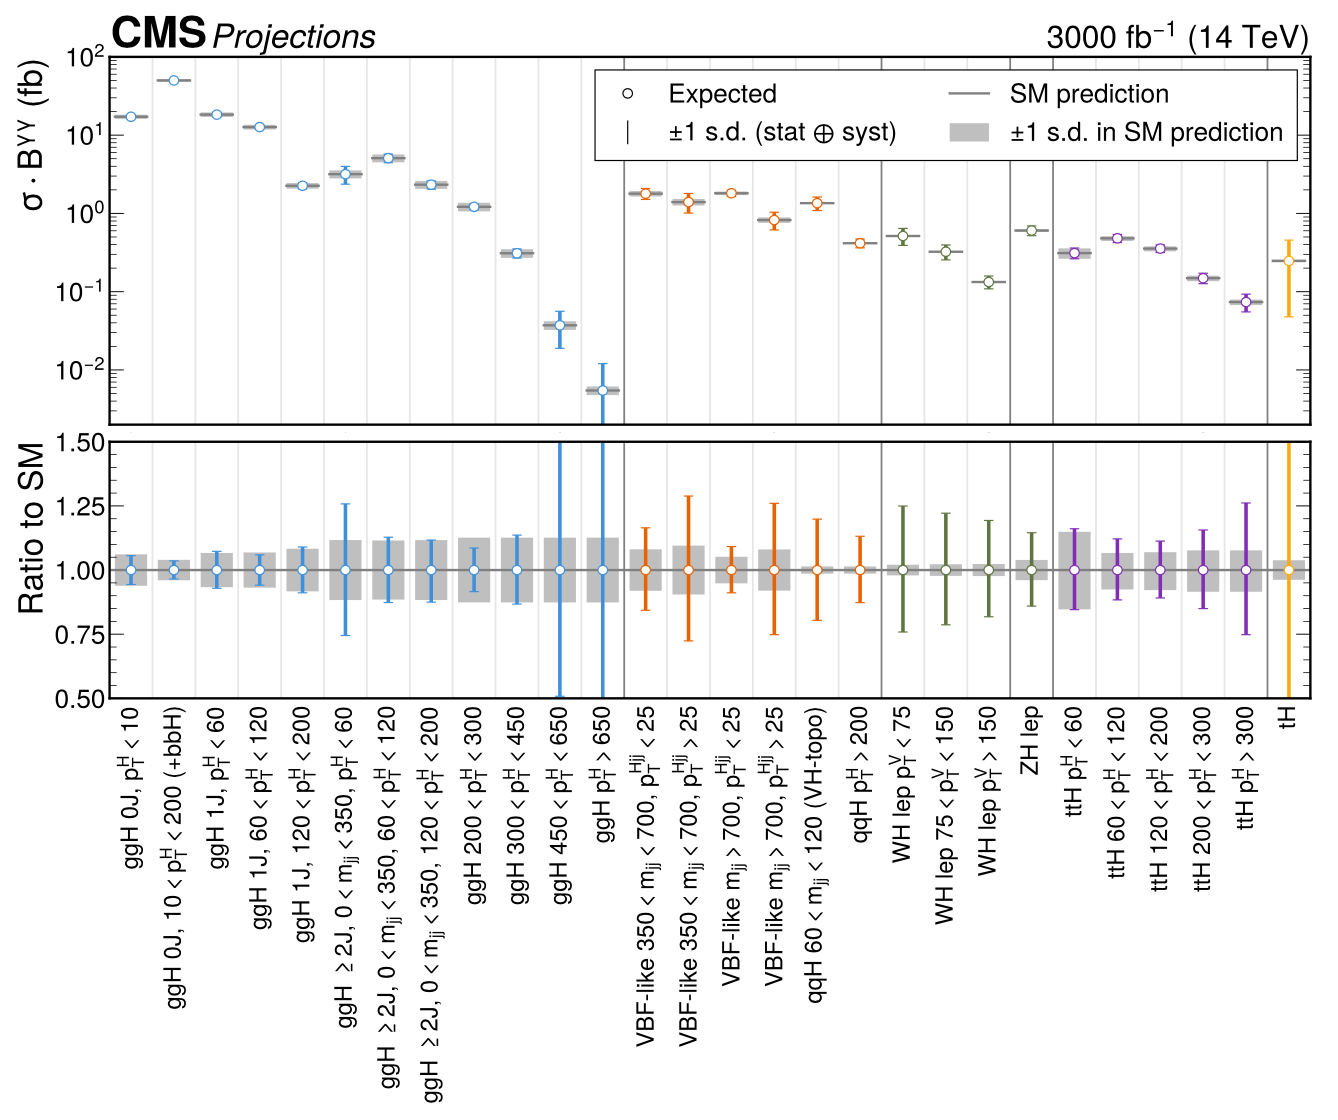 CMS Projections
3000 fb⁻¹ (14 TeV)
σ · B^γγ (fb)
10²
10¹
10⁰
10⁻¹
10⁻²
Expected
SM prediction
±1 s.d. (stat ⊕ syst)
±1 s.d. in SM prediction
Ratio to SM
1.50
1.25
1.00
0.75
0.50
ggH 0J, p_T^H < 10
ggH 0J, 10 < p_T^H < 200 (+bbH)
ggH 1J, p_T^H < 60
ggH 1J, 60 < p_T^H < 120
ggH 1J, 120 < p_T^H < 200
ggH ≥ 2J, 0 < m_jj < 350, p_T^H < 60
ggH ≥ 2J, 0 < m_jj < 350, 60 < p_T^H < 120
ggH ≥ 2J, 0 < m_jj < 350, 120 < p_T^H < 200
ggH 200 < p_T^H < 300
ggH 300 < p_T^H < 450
ggH 450 < p_T^H < 650
ggH p_T^H > 650
VBF-like 350 < m_jj < 700, p_T^Hjj < 25
VBF-like 350 < m_jj < 700, p_T^Hjj > 25
VBF-like m_jj > 700, p_T^Hjj < 25
VBF-like m_jj > 700, p_T^Hjj > 25
qqH 60 < m_jj < 120 (VH-topo)
qqH p_T^H > 200
WH lep p_T^V < 75
WH lep 75 < p_T^V < 150
WH lep p_T^V > 150
ZH lep
ttH p_T^H < 60
ttH 60 < p_T^H < 120
ttH 120 < p_T^H < 200
ttH 200 < p_T^H < 300
ttH p_T^H > 300
tH